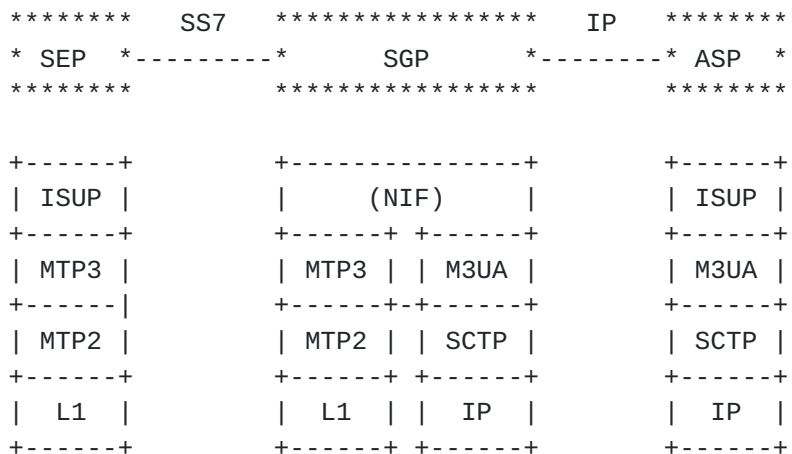 ********   SS7   *****************   IP   ********
* SEP  *---------*      SGP      *--------* ASP  *
********         *****************        ********

+------+         +---------------+        +------+
| ISUP |         |     (NIF)     |        | ISUP |
+------+         +------+ +------+        +------+
| MTP3 |         | MTP3 | | M3UA |        | M3UA |
+------|         +------+-+------+        +------+
| MTP2 |         | MTP2 | | SCTP |        | SCTP |
+------+         +------+ +------+        +------+
|  L1  |         |  L1  | |  IP  |        |  IP  |
+------+         +------+ +------+        +------+